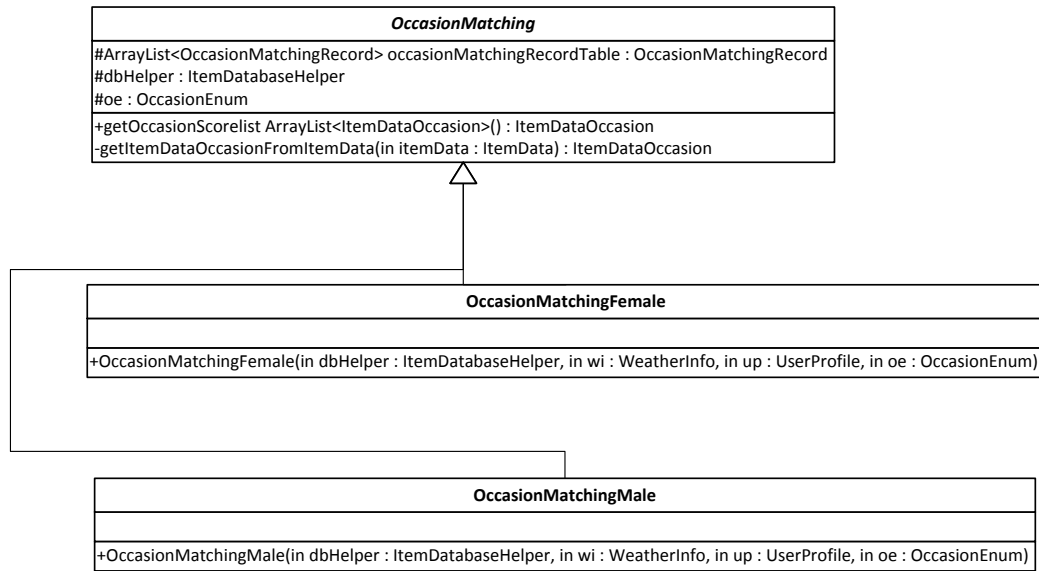 OccasionMatching
#ArrayList<OccasionMatchingRecord> occasionMatchingRecordTable : OccasionMatchingRecord
#dbHelper : ItemDatabaseHelper
#oe : OccasionEnum
+getOccasionScorelist ArrayList<ItemDataOccasion>() : ItemDataOccasion
-getItemDataOccasionFromItemData(in itemData : ItemData) : ItemDataOccasion
OccasionMatchingFemale
+OccasionMatchingFemale(in dbHelper : ItemDatabaseHelper, in wi : WeatherInfo, in up : UserProfile, in oe : OccasionEnum)
OccasionMatchingMale
+OccasionMatchingMale(in dbHelper : ItemDatabaseHelper, in wi : WeatherInfo, in up : UserProfile, in oe : OccasionEnum)